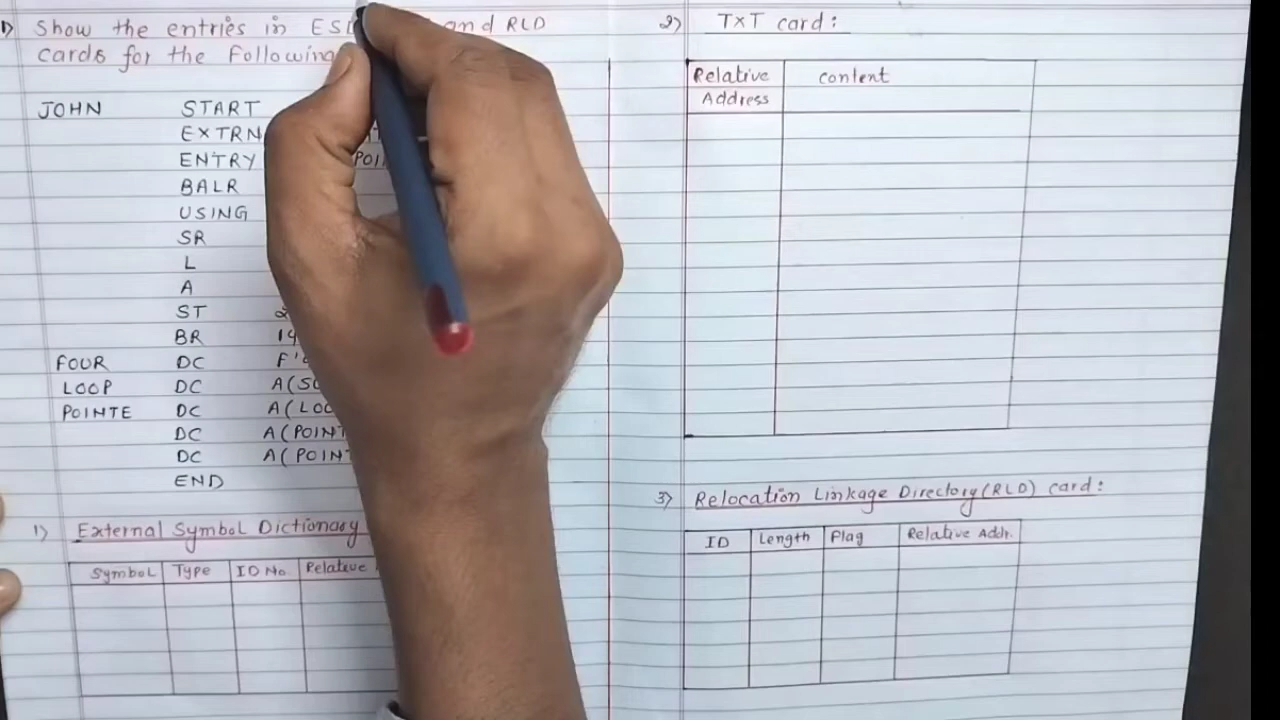 1) Show the entries in ES and RLD
cards for the Following
JOHN START
EXTRN
ENTRY POI
BALR
USING
SR
L
A
ST
BR 14
FOUR DC F'
LOOP DC A(S
POINTE DC A(LOO
DC A(POINT
DC A(POINT
END
1) External Symbol Dictionary
Symbol Type ID No. Relative
2) TXT card:
Relative Address content
3) Relocation Linkage Directory(RLD) card:
ID Length Flag Relative Addr.